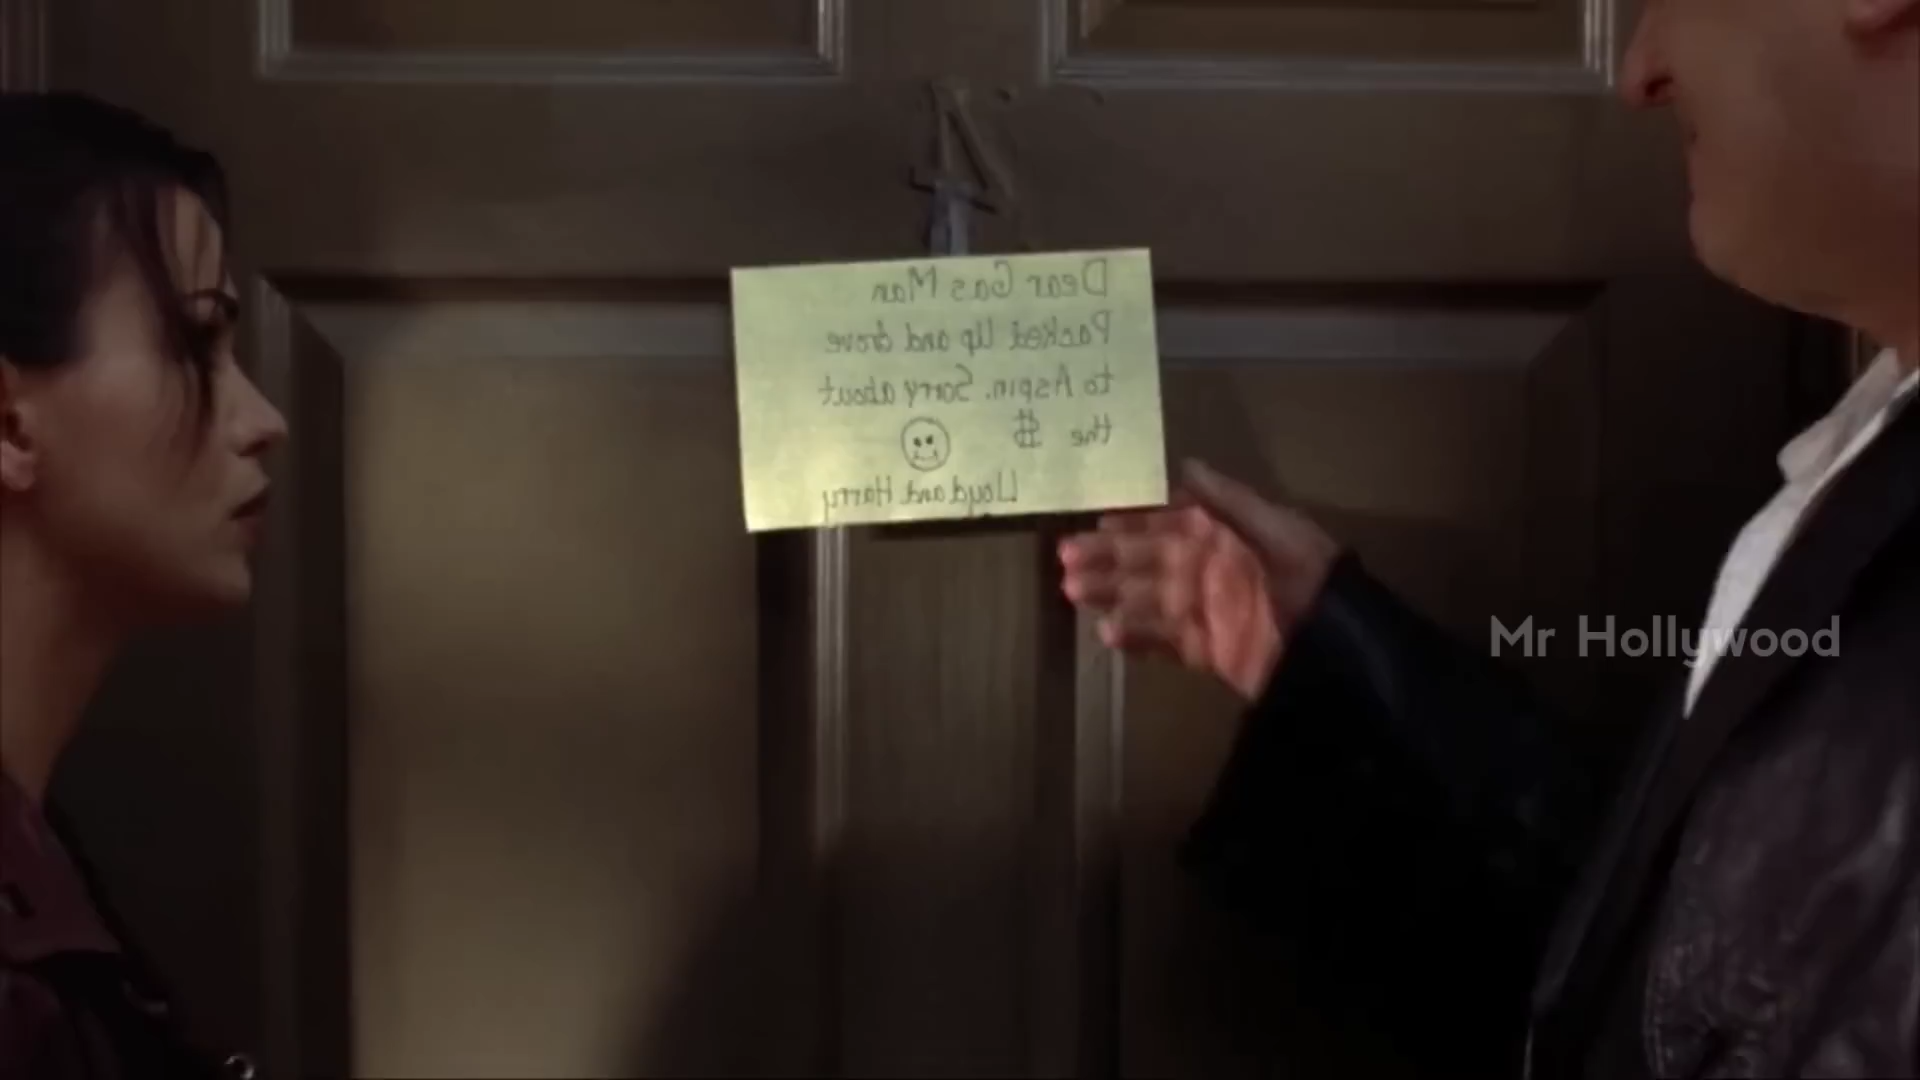 Dear Gas Man
Packed Up and drove
to Aspin. Sorry about
the $
Lloyd and Harry
Mr Hollywood